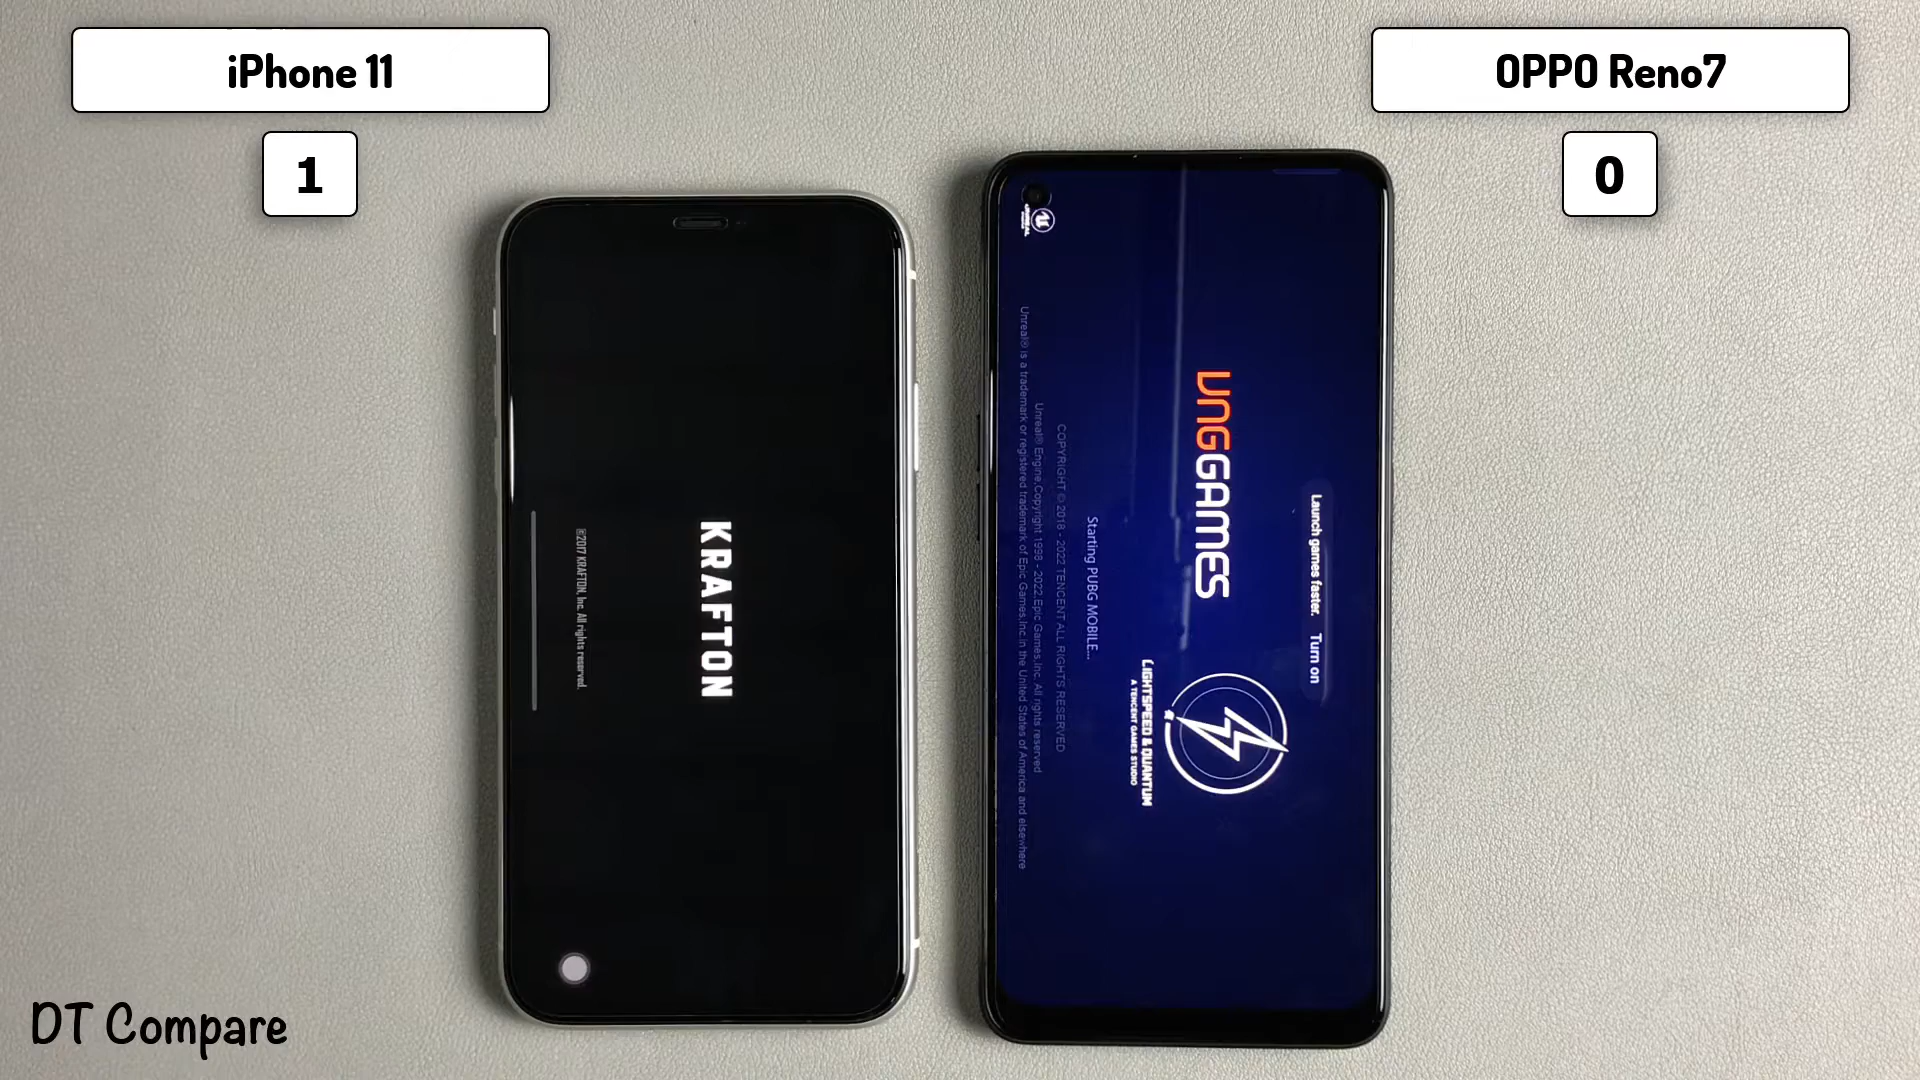 iPhone 11
1
OPPO Reno7
0
KRAFTON
©2017 KRAFTON, Inc. All rights reserved.
Launch games faster. Turn on
VNGGAMES
LIGHTSPEED & QUANTUM
A TENCENT GAMES STUDIO
Starting PUBG MOBILE...
COPYRIGHT © 2018 - 2022 TENCENT ALL RIGHTS RESERVED
Unreal® Engine,Copyright 1998 - 2022,Epic Games,Inc. All rights reserved
Unreal® is a trademark or registered trademark of Epic Games,Inc.in the United States of America and elsewhere
DT Compare